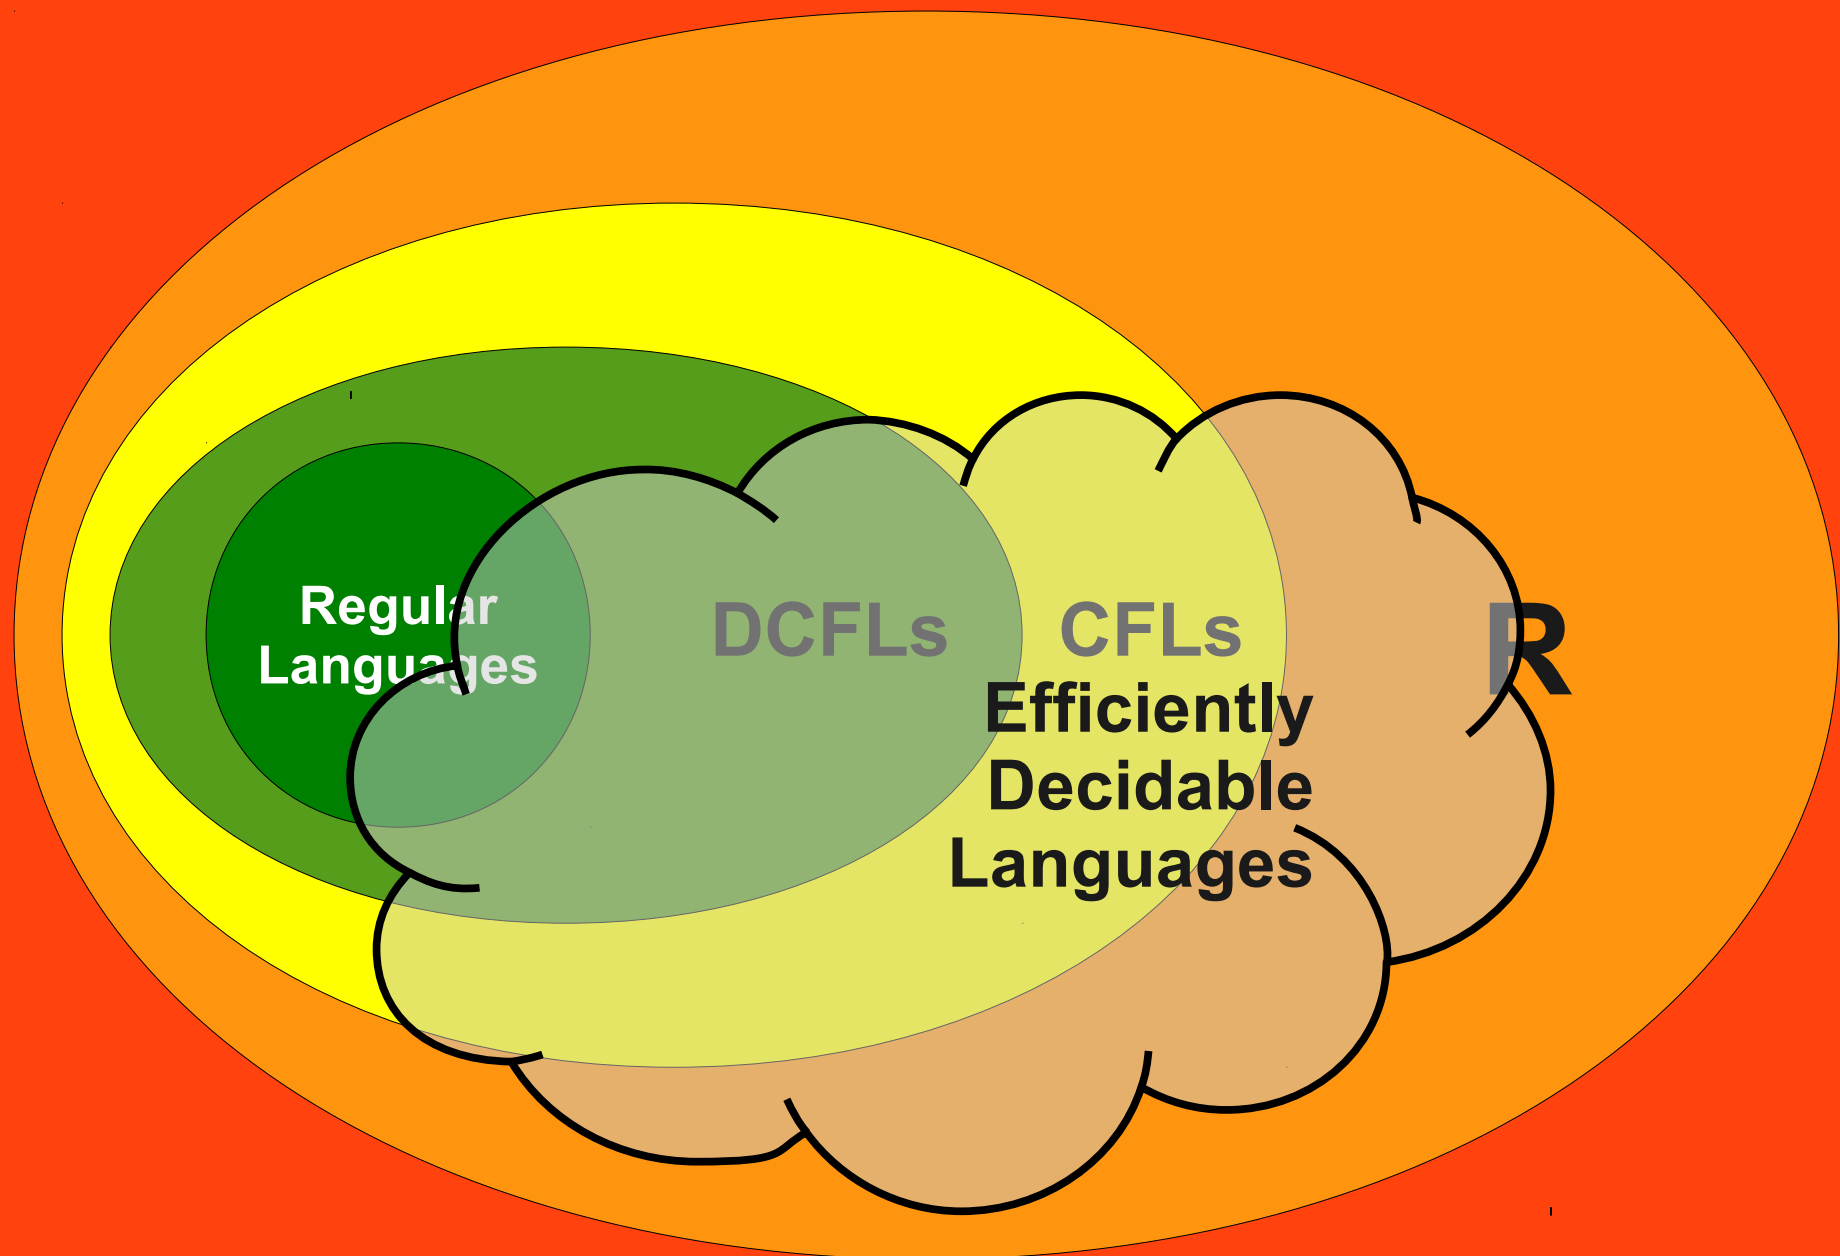 Regular
Languages
DCFLs
CFLs
R
Efficiently
Decidable
Languages